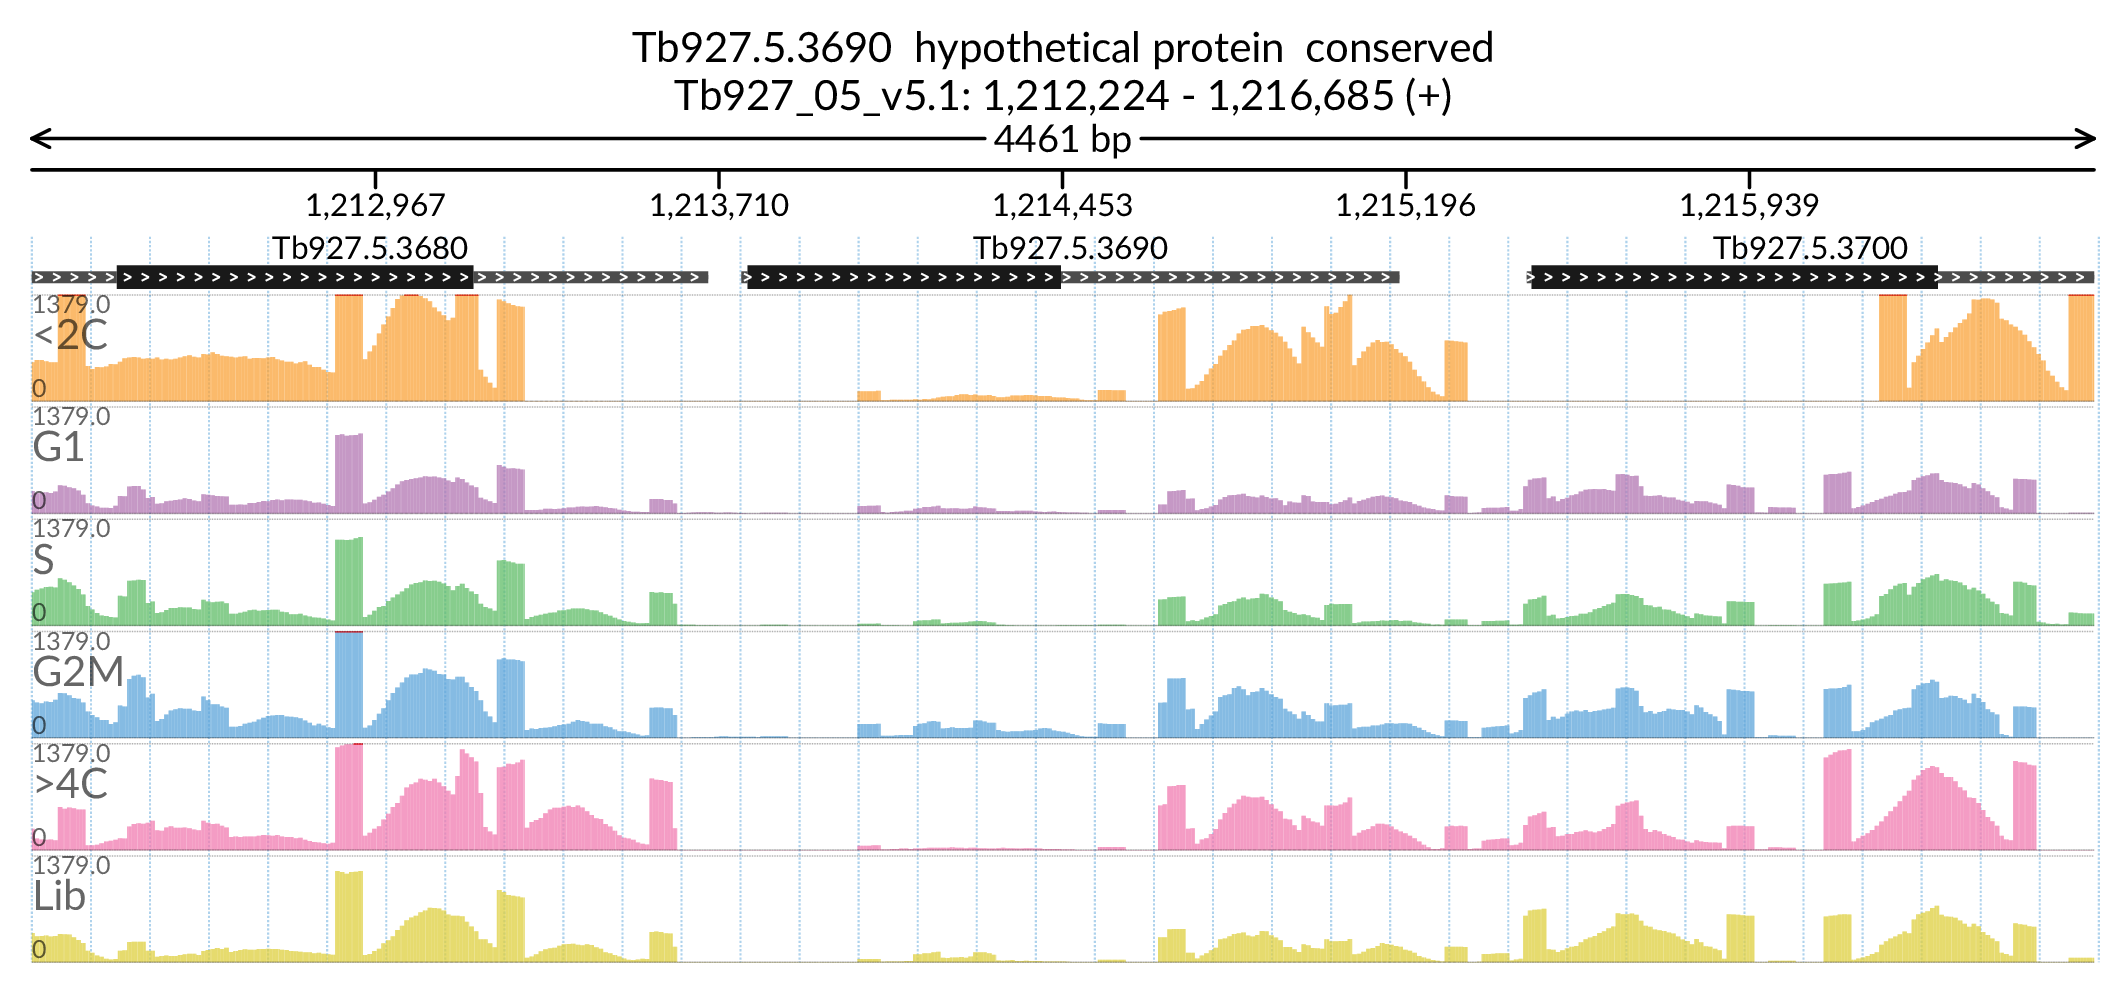 Tb927.5.3690 hypothetical protein conserved
Tb927_05_v5.1: 1,212,224 - 1,216,685 (+)
4461 bp
1,212,967 1,213,710 1,214,453 1,215,196 1,215,939
Tb927.5.3680 Tb927.5.3690 Tb927.5.3700
1379.0
<2C
0
1379.0
G1
0
1379.0
S
0
1379.0
G2M
0
1379.0
>4C
0
1379.0
Lib
0